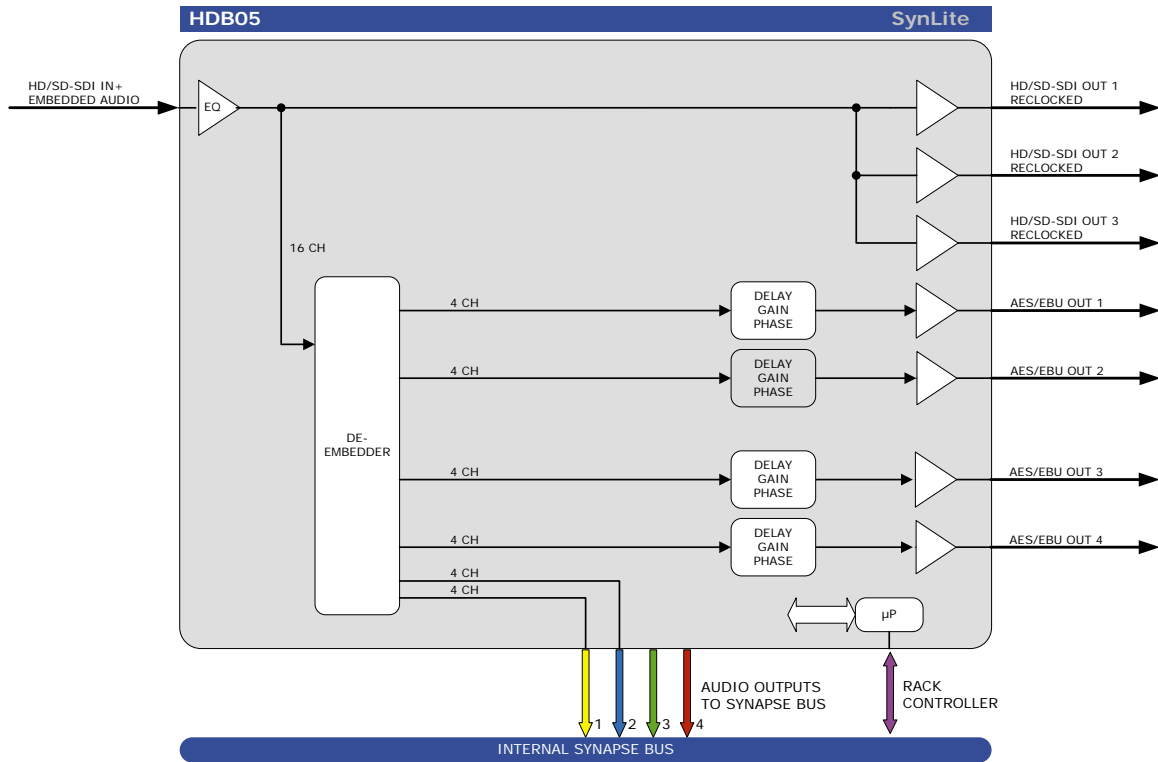 HDB05 SynLite
HD/SD-SDI IN+
EMBEDDED AUDIO
EQ
HD/SD-SDI OUT 1
RECLOCKED
HD/SD-SDI OUT 2
RECLOCKED
HD/SD-SDI OUT 3
RECLOCKED
16 CH
DE-
EMBEDDER
4 CH
DELAY
GAIN
PHASE
AES/EBU OUT 1
4 CH
DELAY
GAIN
PHASE
AES/EBU OUT 2
4 CH
DELAY
GAIN
PHASE
AES/EBU OUT 3
4 CH
DELAY
GAIN
PHASE
AES/EBU OUT 4
4 CH
4 CH
µP
AUDIO OUTPUTS
TO SYNAPSE BUS
RACK
CONTROLLER
1 2 3 4
INTERNAL SYNAPSE BUS